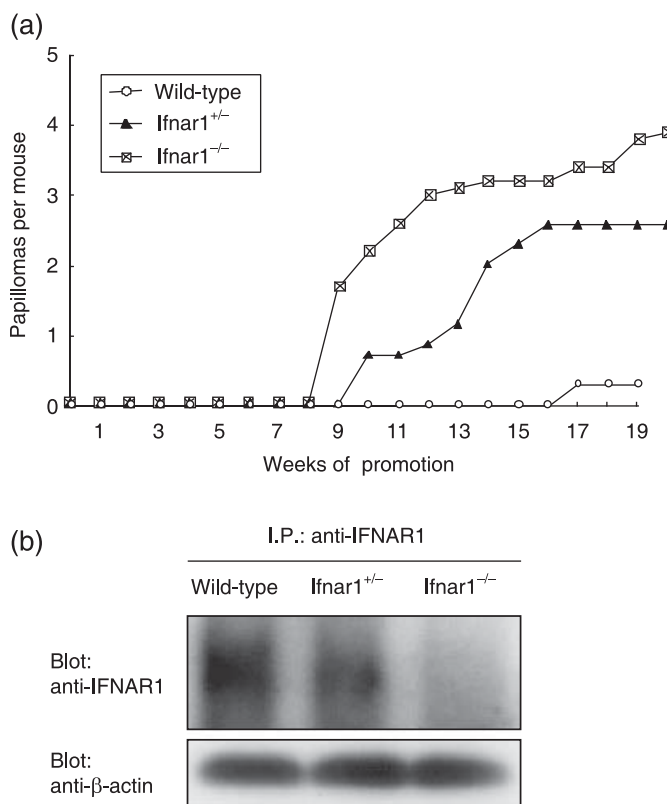 (a)
5
4
3
2
1
0
Papillomas per mouse
Wild-type
Ifnar1+/–
Ifnar1–/–
1 3 5 7 9 11 13 15 17 19
Weeks of promotion
(b)
I.P.: anti-IFNAR1
Wild-type Ifnar1+/– Ifnar1–/–
Blot:
anti-IFNAR1
Blot:
anti-β-actin